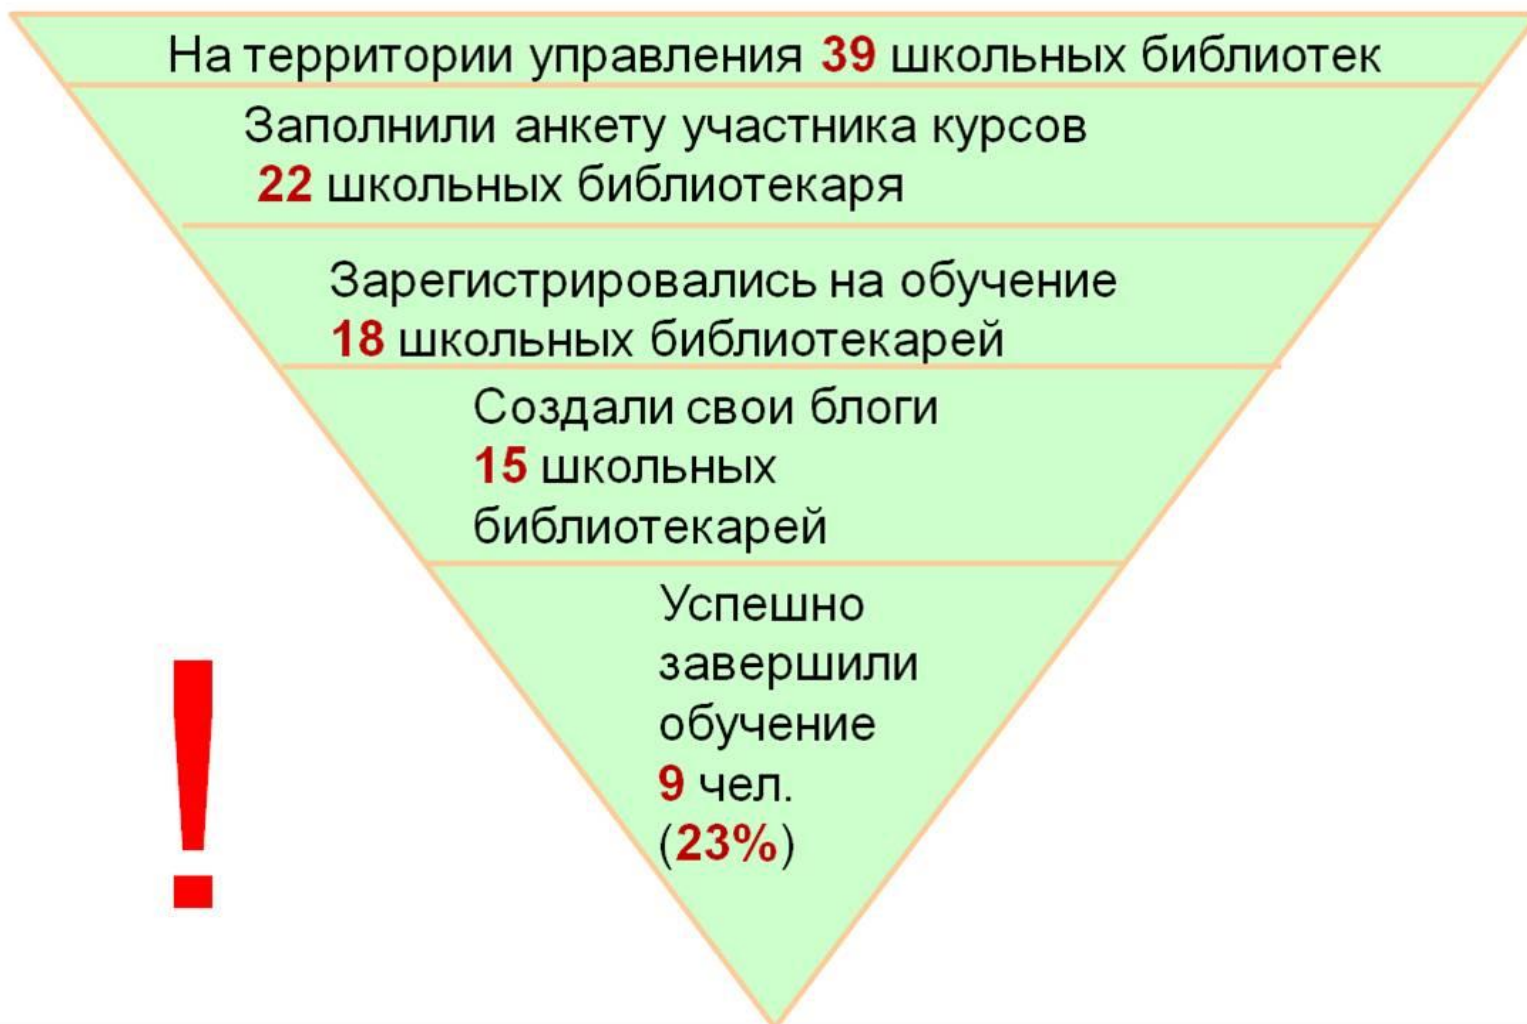 На территории управления 39 школьных библиотек
Заполнили анкету участника курсов
22 школьных библиотекаря
Зарегистрировались на обучение
18 школьных библиотекарей
Создали свои блоги
15 школьных
библиотекарей
Успешно
завершили
обучение
9 чел.
(23%)
!